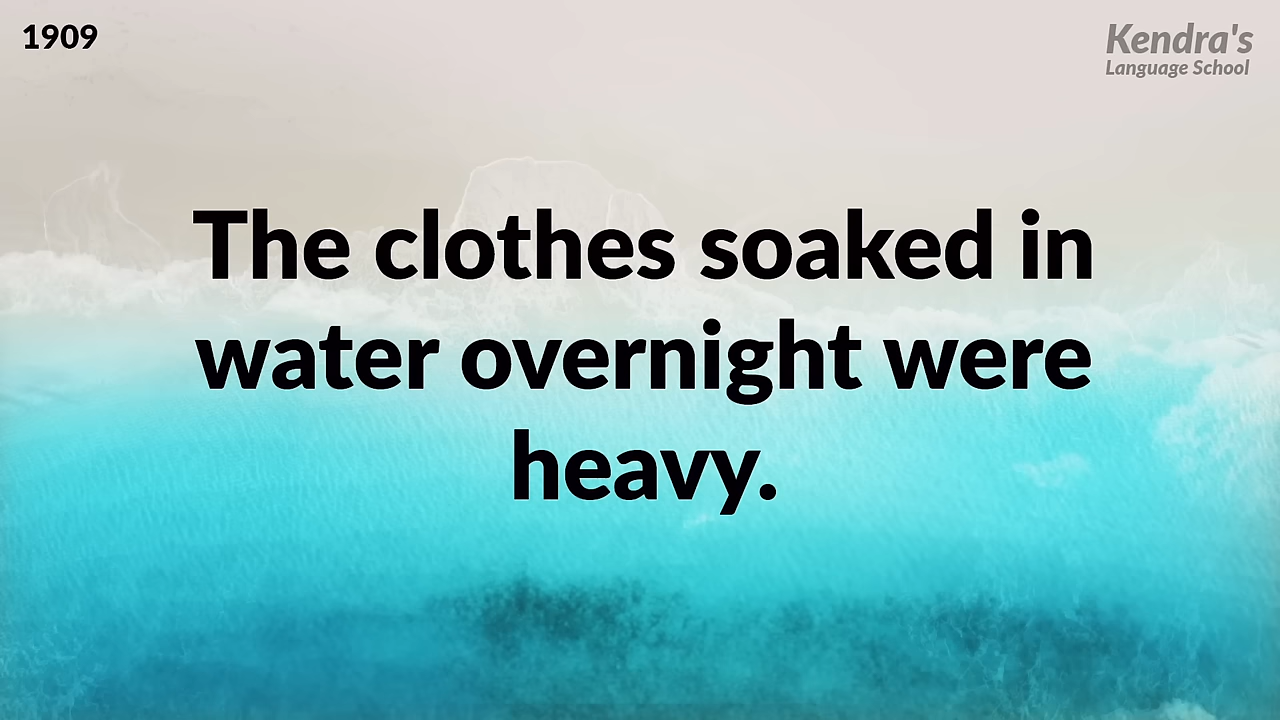 1909
Kendra's
Language School
The clothes soaked in
water overnight were
heavy.